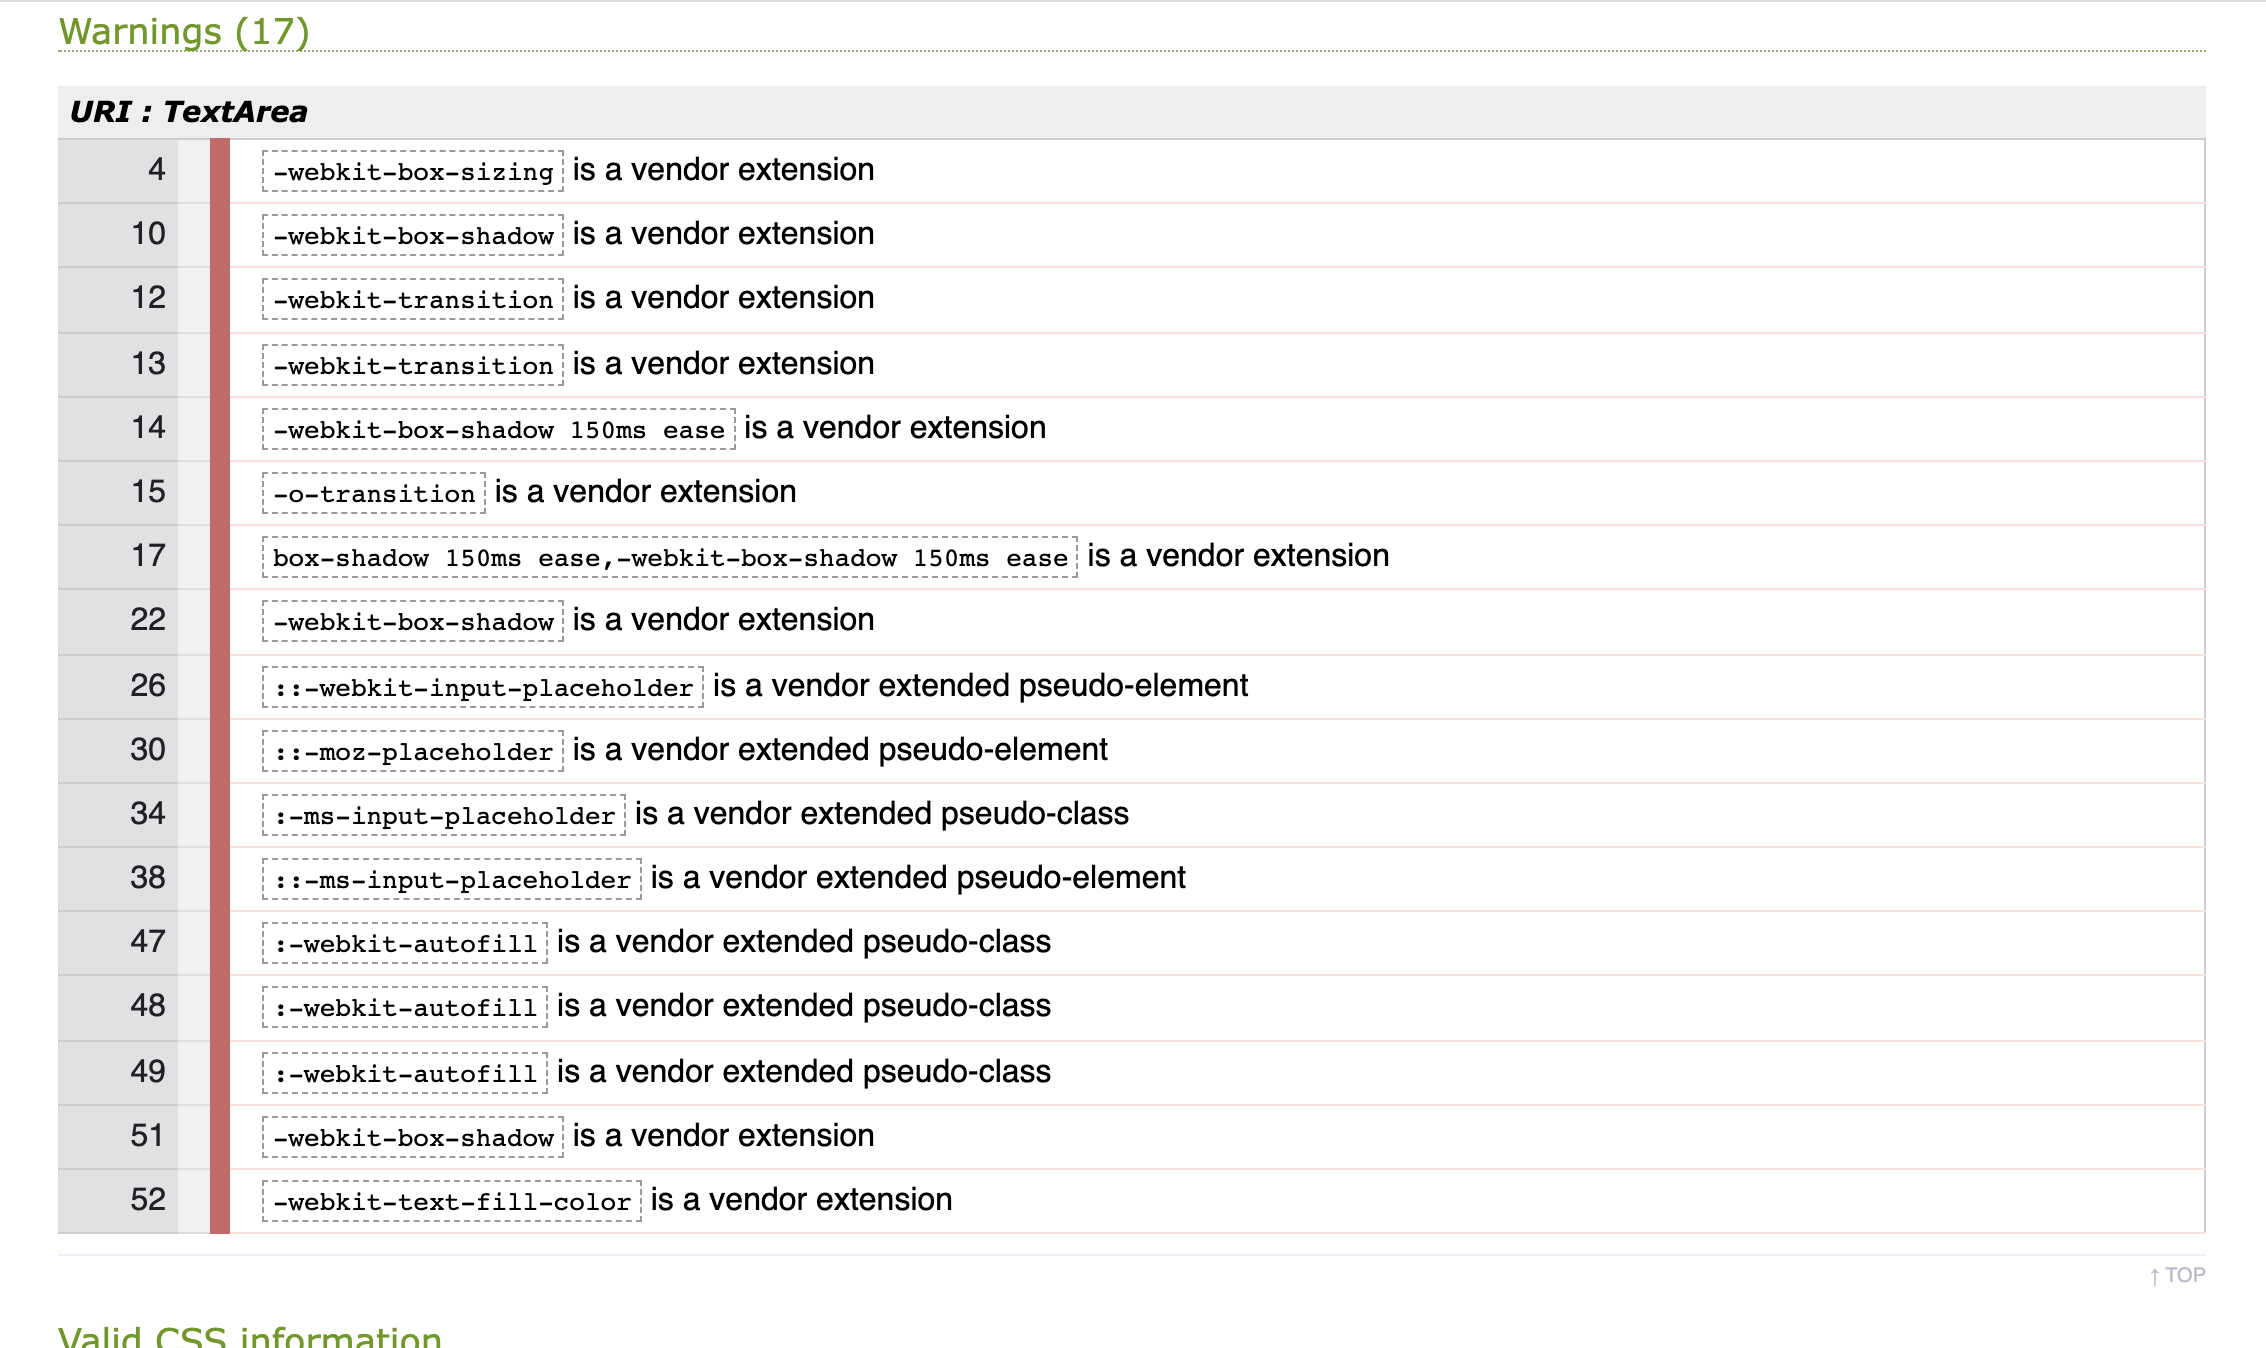 Warnings (17)
URI : TextArea
4 -webkit-box-sizing is a vendor extension
10 -webkit-box-shadow is a vendor extension
12 -webkit-transition is a vendor extension
13 -webkit-transition is a vendor extension
14 -webkit-box-shadow 150ms ease is a vendor extension
15 -o-transition is a vendor extension
17 box-shadow 150ms ease,-webkit-box-shadow 150ms ease is a vendor extension
22 -webkit-box-shadow is a vendor extension
26 ::-webkit-input-placeholder is a vendor extended pseudo-element
30 ::-moz-placeholder is a vendor extended pseudo-element
34 :-ms-input-placeholder is a vendor extended pseudo-class
38 ::-ms-input-placeholder is a vendor extended pseudo-element
47 :-webkit-autofill is a vendor extended pseudo-class
48 :-webkit-autofill is a vendor extended pseudo-class
49 :-webkit-autofill is a vendor extended pseudo-class
51 -webkit-box-shadow is a vendor extension
52 -webkit-text-fill-color is a vendor extension
↑ TOP
Valid CSS information